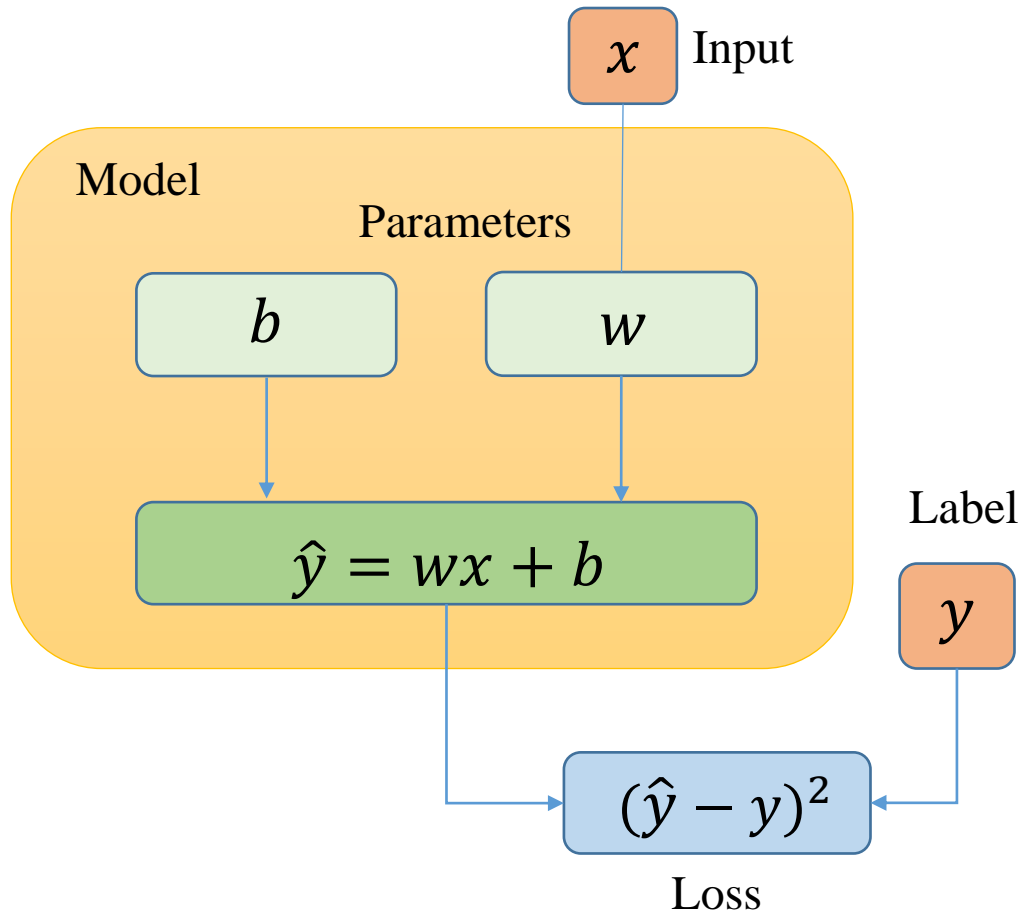 x Input
Model
Parameters
b
w
ŷ = wx + b
Label
y
(ŷ − y)²
Loss